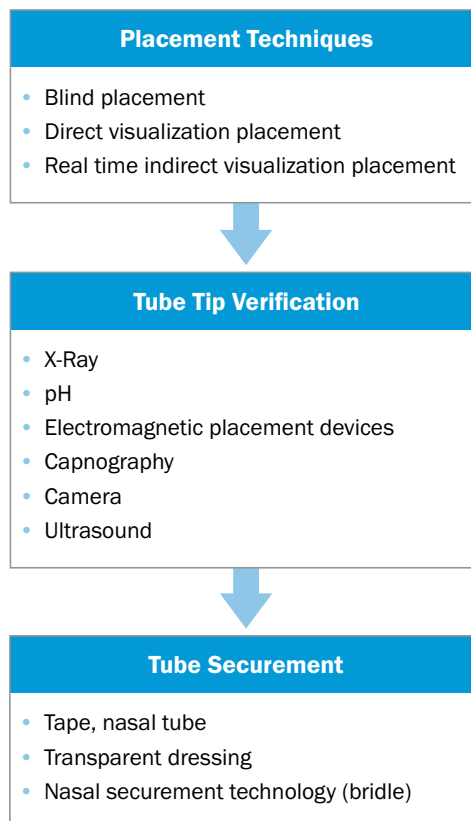 Placement Techniques
• Blind placement
• Direct visualization placement
• Real time indirect visualization placement
Tube Tip Verification
• X-Ray
• pH
• Electromagnetic placement devices
• Capnography
• Camera
• Ultrasound
Tube Securement
• Tape, nasal tube
• Transparent dressing
• Nasal securement technology (bridle)